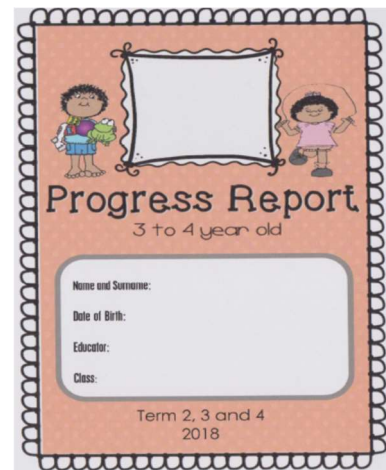 Progress Report
3 to 4 year old
Name and Surname:
Date of Birth:
Educator:
Class:
Term 2, 3 and 4
2018